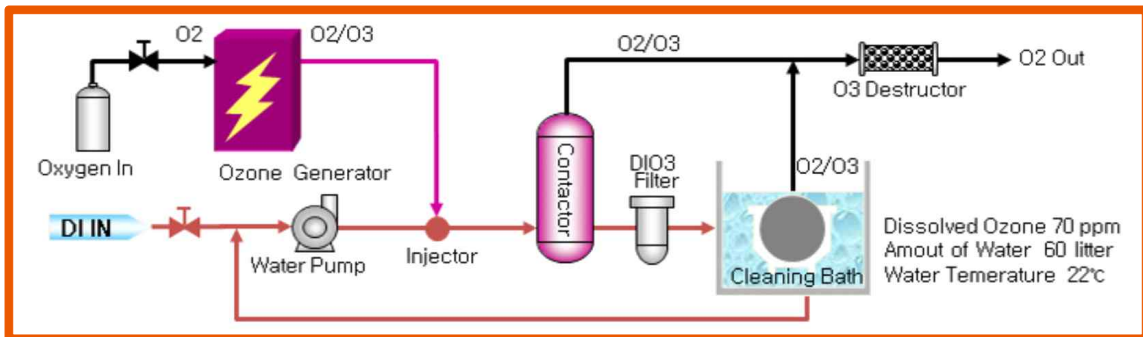 O2
O2/O3
O2/O3
O2 Out
O3 Destructor
Oxygen In
Ozone Generator
Contactor
DIO3
Filter
O2/O3
DI IN
Water Pump
Injector
Cleaning Bath
Dissolved Ozone 70 ppm
Amout of Water 60 litter
Water Temerature 22℃